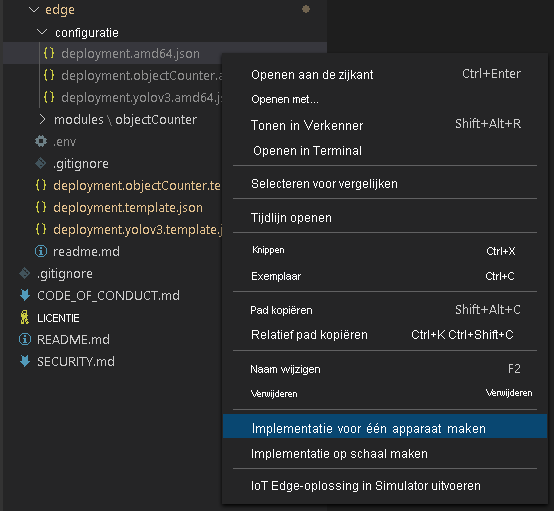 edge
configuratie
{} deployment.amd64.json
{} deployment.objectCounter.a
{} deployment.yolov3.amd64.js
modules \ objectCounter
.env
.gitignore
{} deployment.objectCounter.te
{} deployment.template.json
{} deployment.yolov3.template.j
readme.md
.gitignore
CODE_OF_CONDUCT.md
LICENTIE
README.md
SECURITY.md
Openen aan de zijkant Ctrl+Enter
Openen met...
Tonen in Verkenner Shift+Alt+R
Openen in Terminal
Selecteren voor vergelijken
Tijdlijn openen
Knippen Ctrl+X
Exemplaar Ctrl+C
Pad kopiëren Shift+Alt+C
Relatief pad kopiëren Ctrl+K Ctrl+Shift+C
Naam wijzigen F2
Verwijderen Verwijderen
Implementatie voor één apparaat maken
Implementatie op schaal maken
IoT Edge-oplossing in Simulator uitvoeren